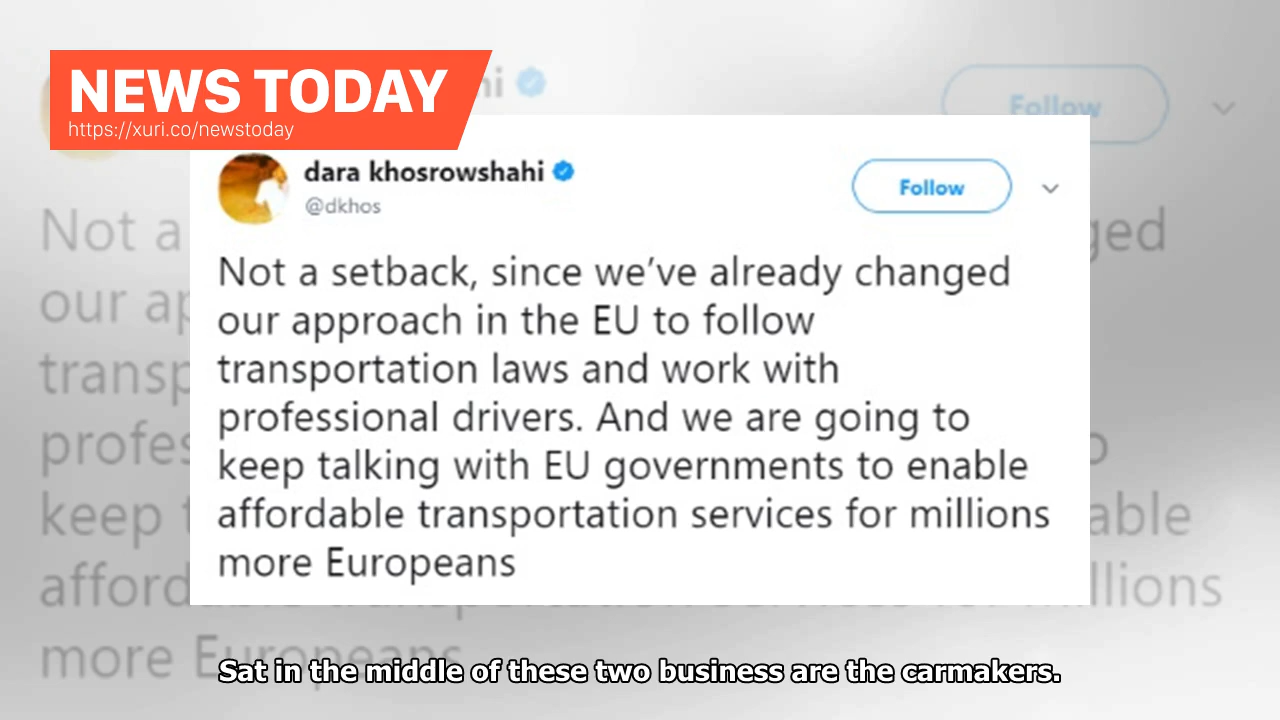 NEWS TODAY
https://xuri.co/newstoday
dara khosrowshahi
@dkhos
Follow
Not a setback, since we've already changed
our approach in the EU to follow
transportation laws and work with
professional drivers. And we are going to
keep talking with EU governments to enable
affordable transportation services for millions
more Europeans
Sat in the middle of these two business are the carmakers.